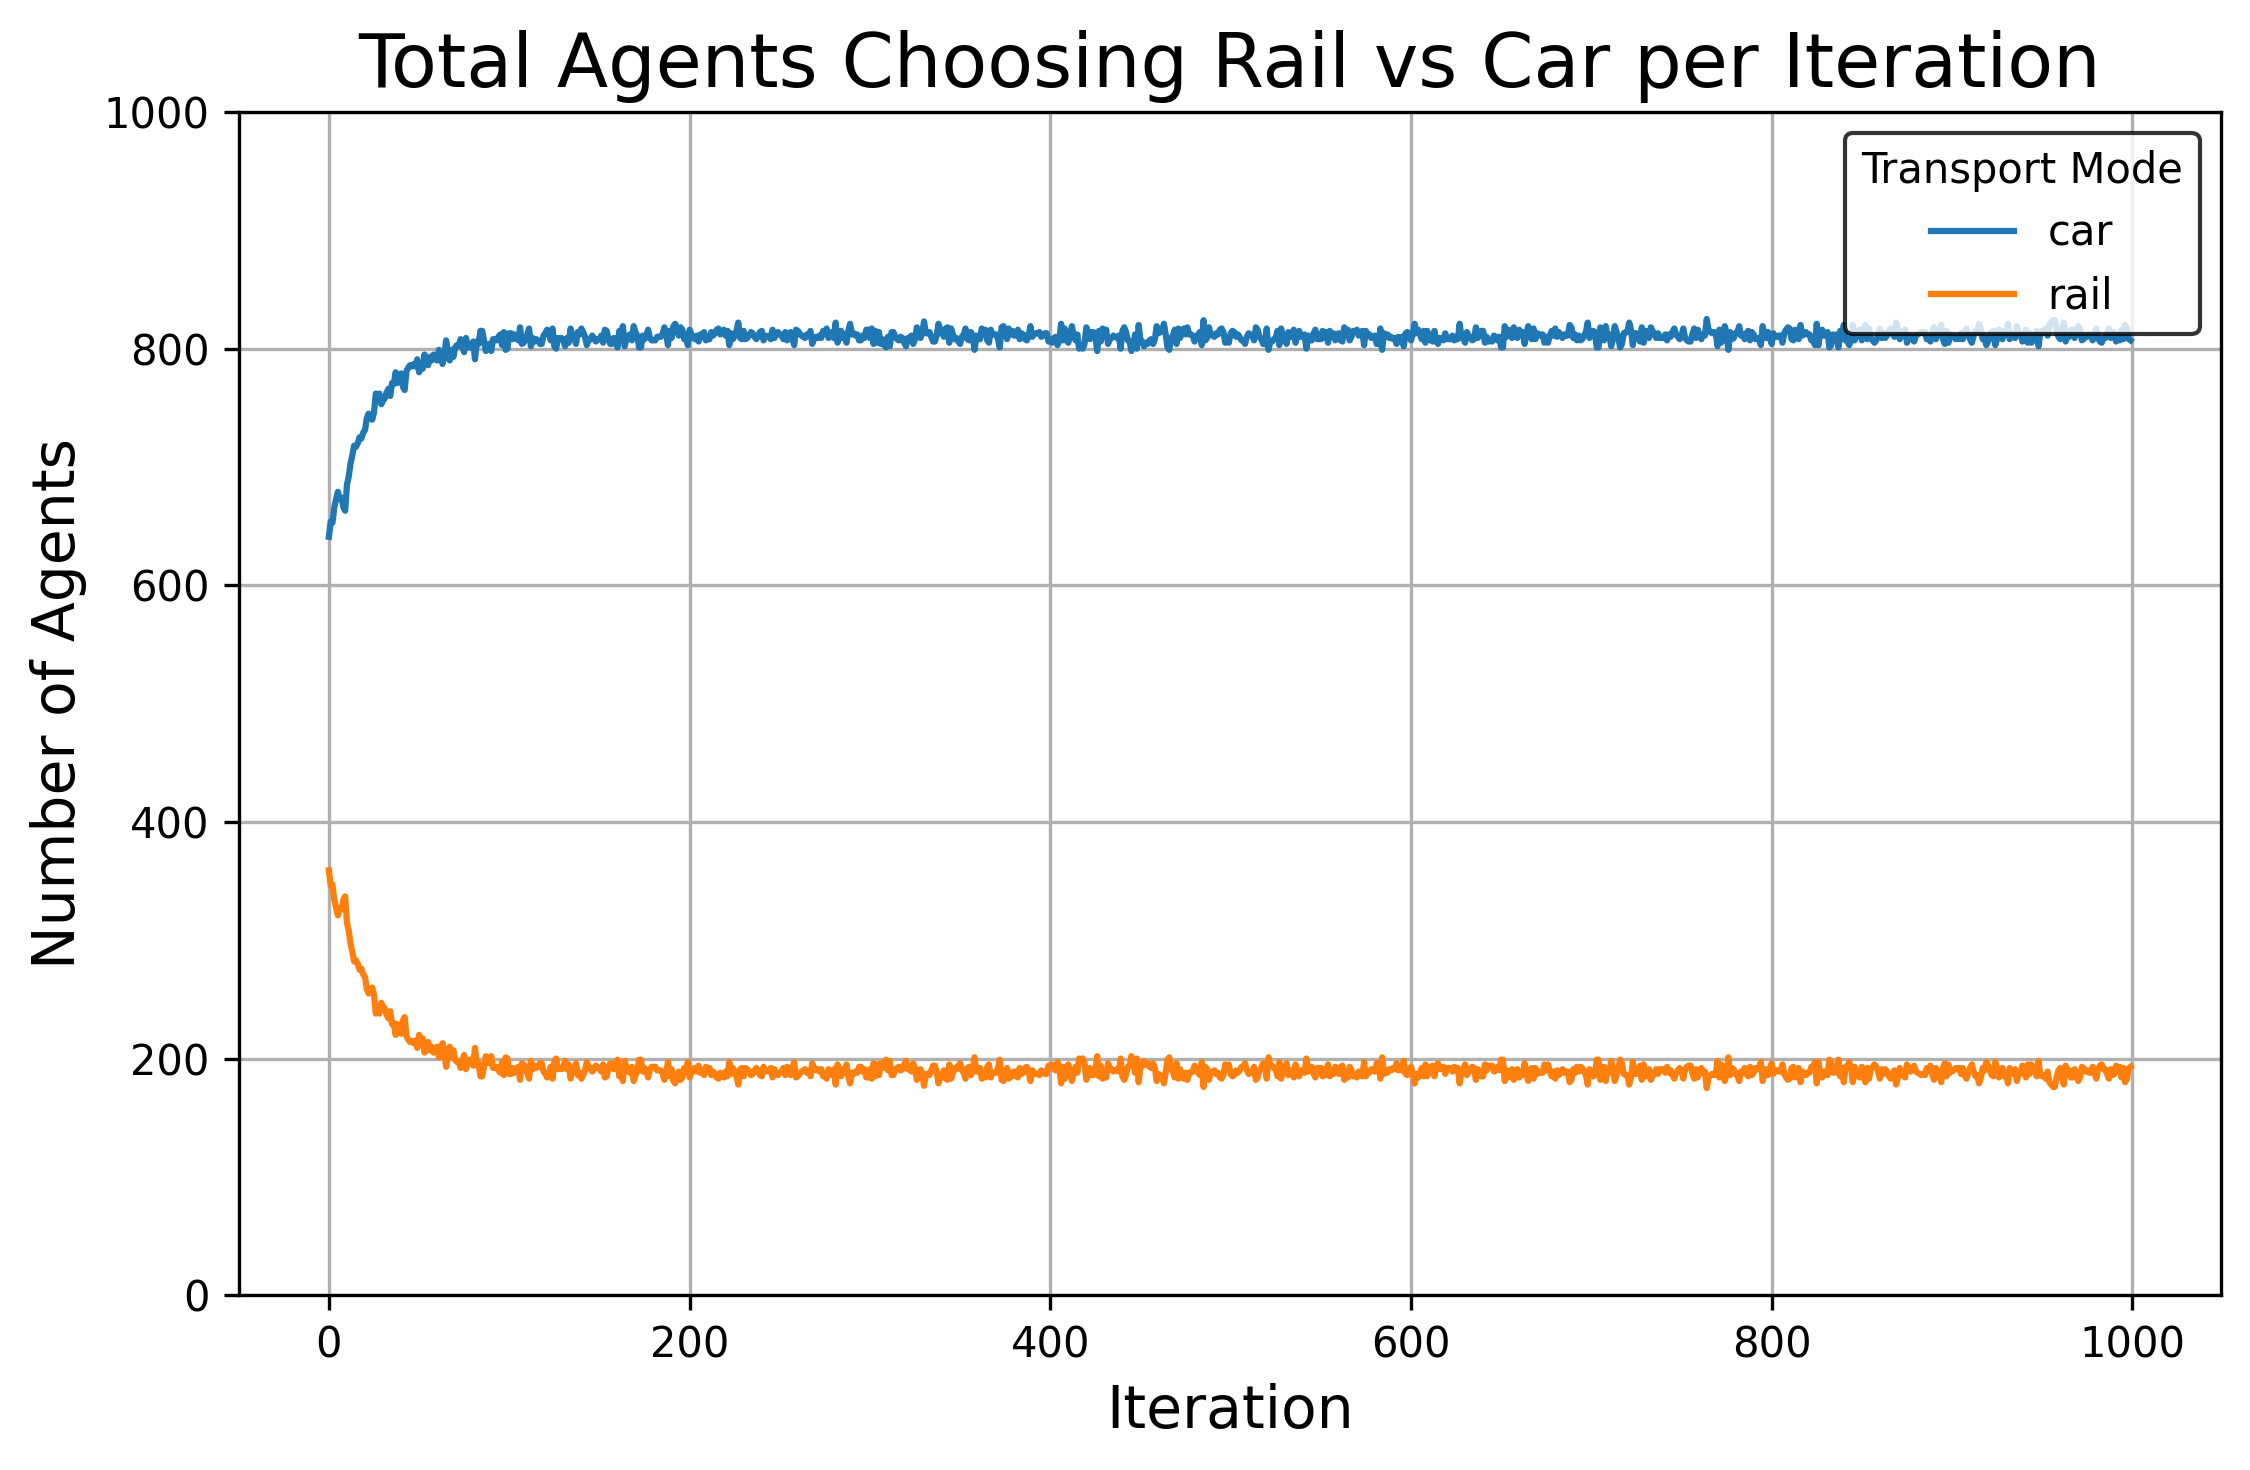 Total Agents Choosing Rail vs Car per Iteration
Number of Agents
1000
800
600
400
200
0
Transport Mode
car
rail
0 200 400 600 800 1000
Iteration